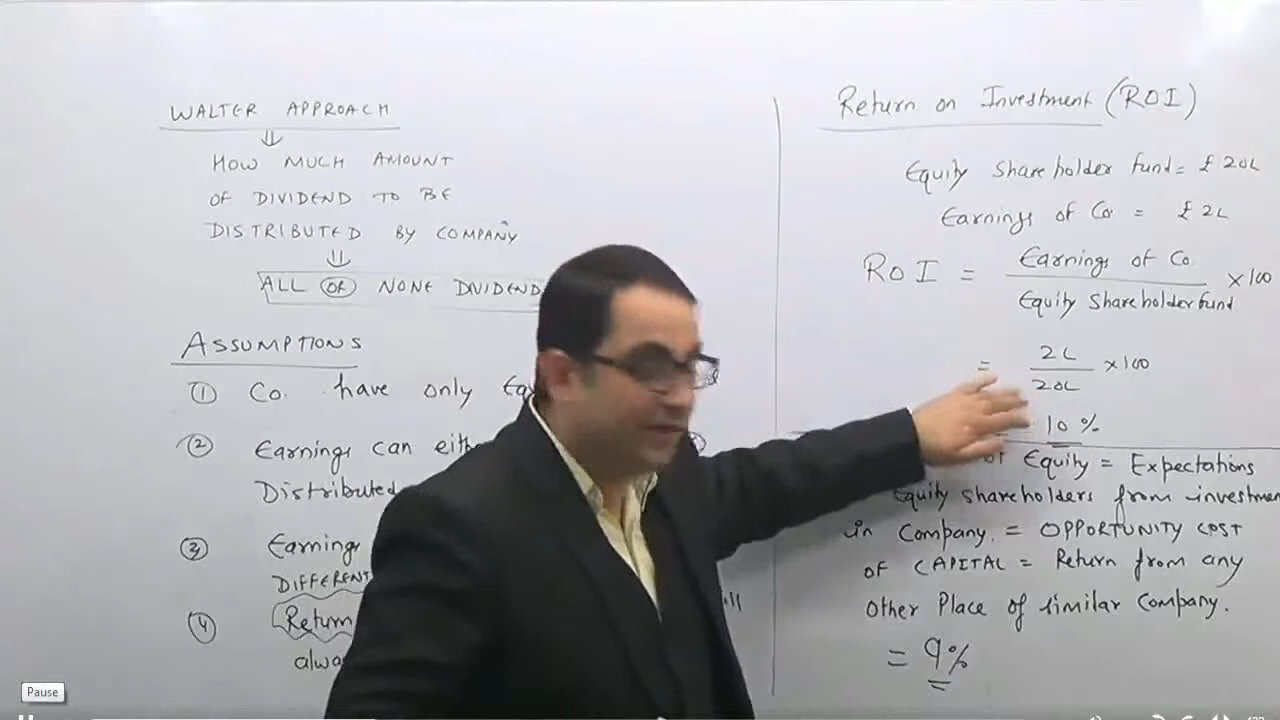 WALTER APPROACH
⇓
HOW MUCH AMOUNT
OF DIVIDEND TO BE
DISTRIBUTED BY COMPANY
⇓
ALL OR NONE DIVIDEND
ASSUMPTIONS
① Co. have only
② Earnings can
Distributed
③ Earning
DIFFERENT
④ Return
Return on Investment (ROI)
Equity Shareholder fund = £ 20L
Earnings of Co = £ 2L
ROI = Earnings of Co / Equity Shareholder fund × 100
= 2L / 20L × 100
10 %
of Equity = Expectations
Equity shareholders from investmen
in Company. = OPPORTUNITY COST
OF CAPITAL = Return from any
Other Place of similar Company.
= 9%
Pause